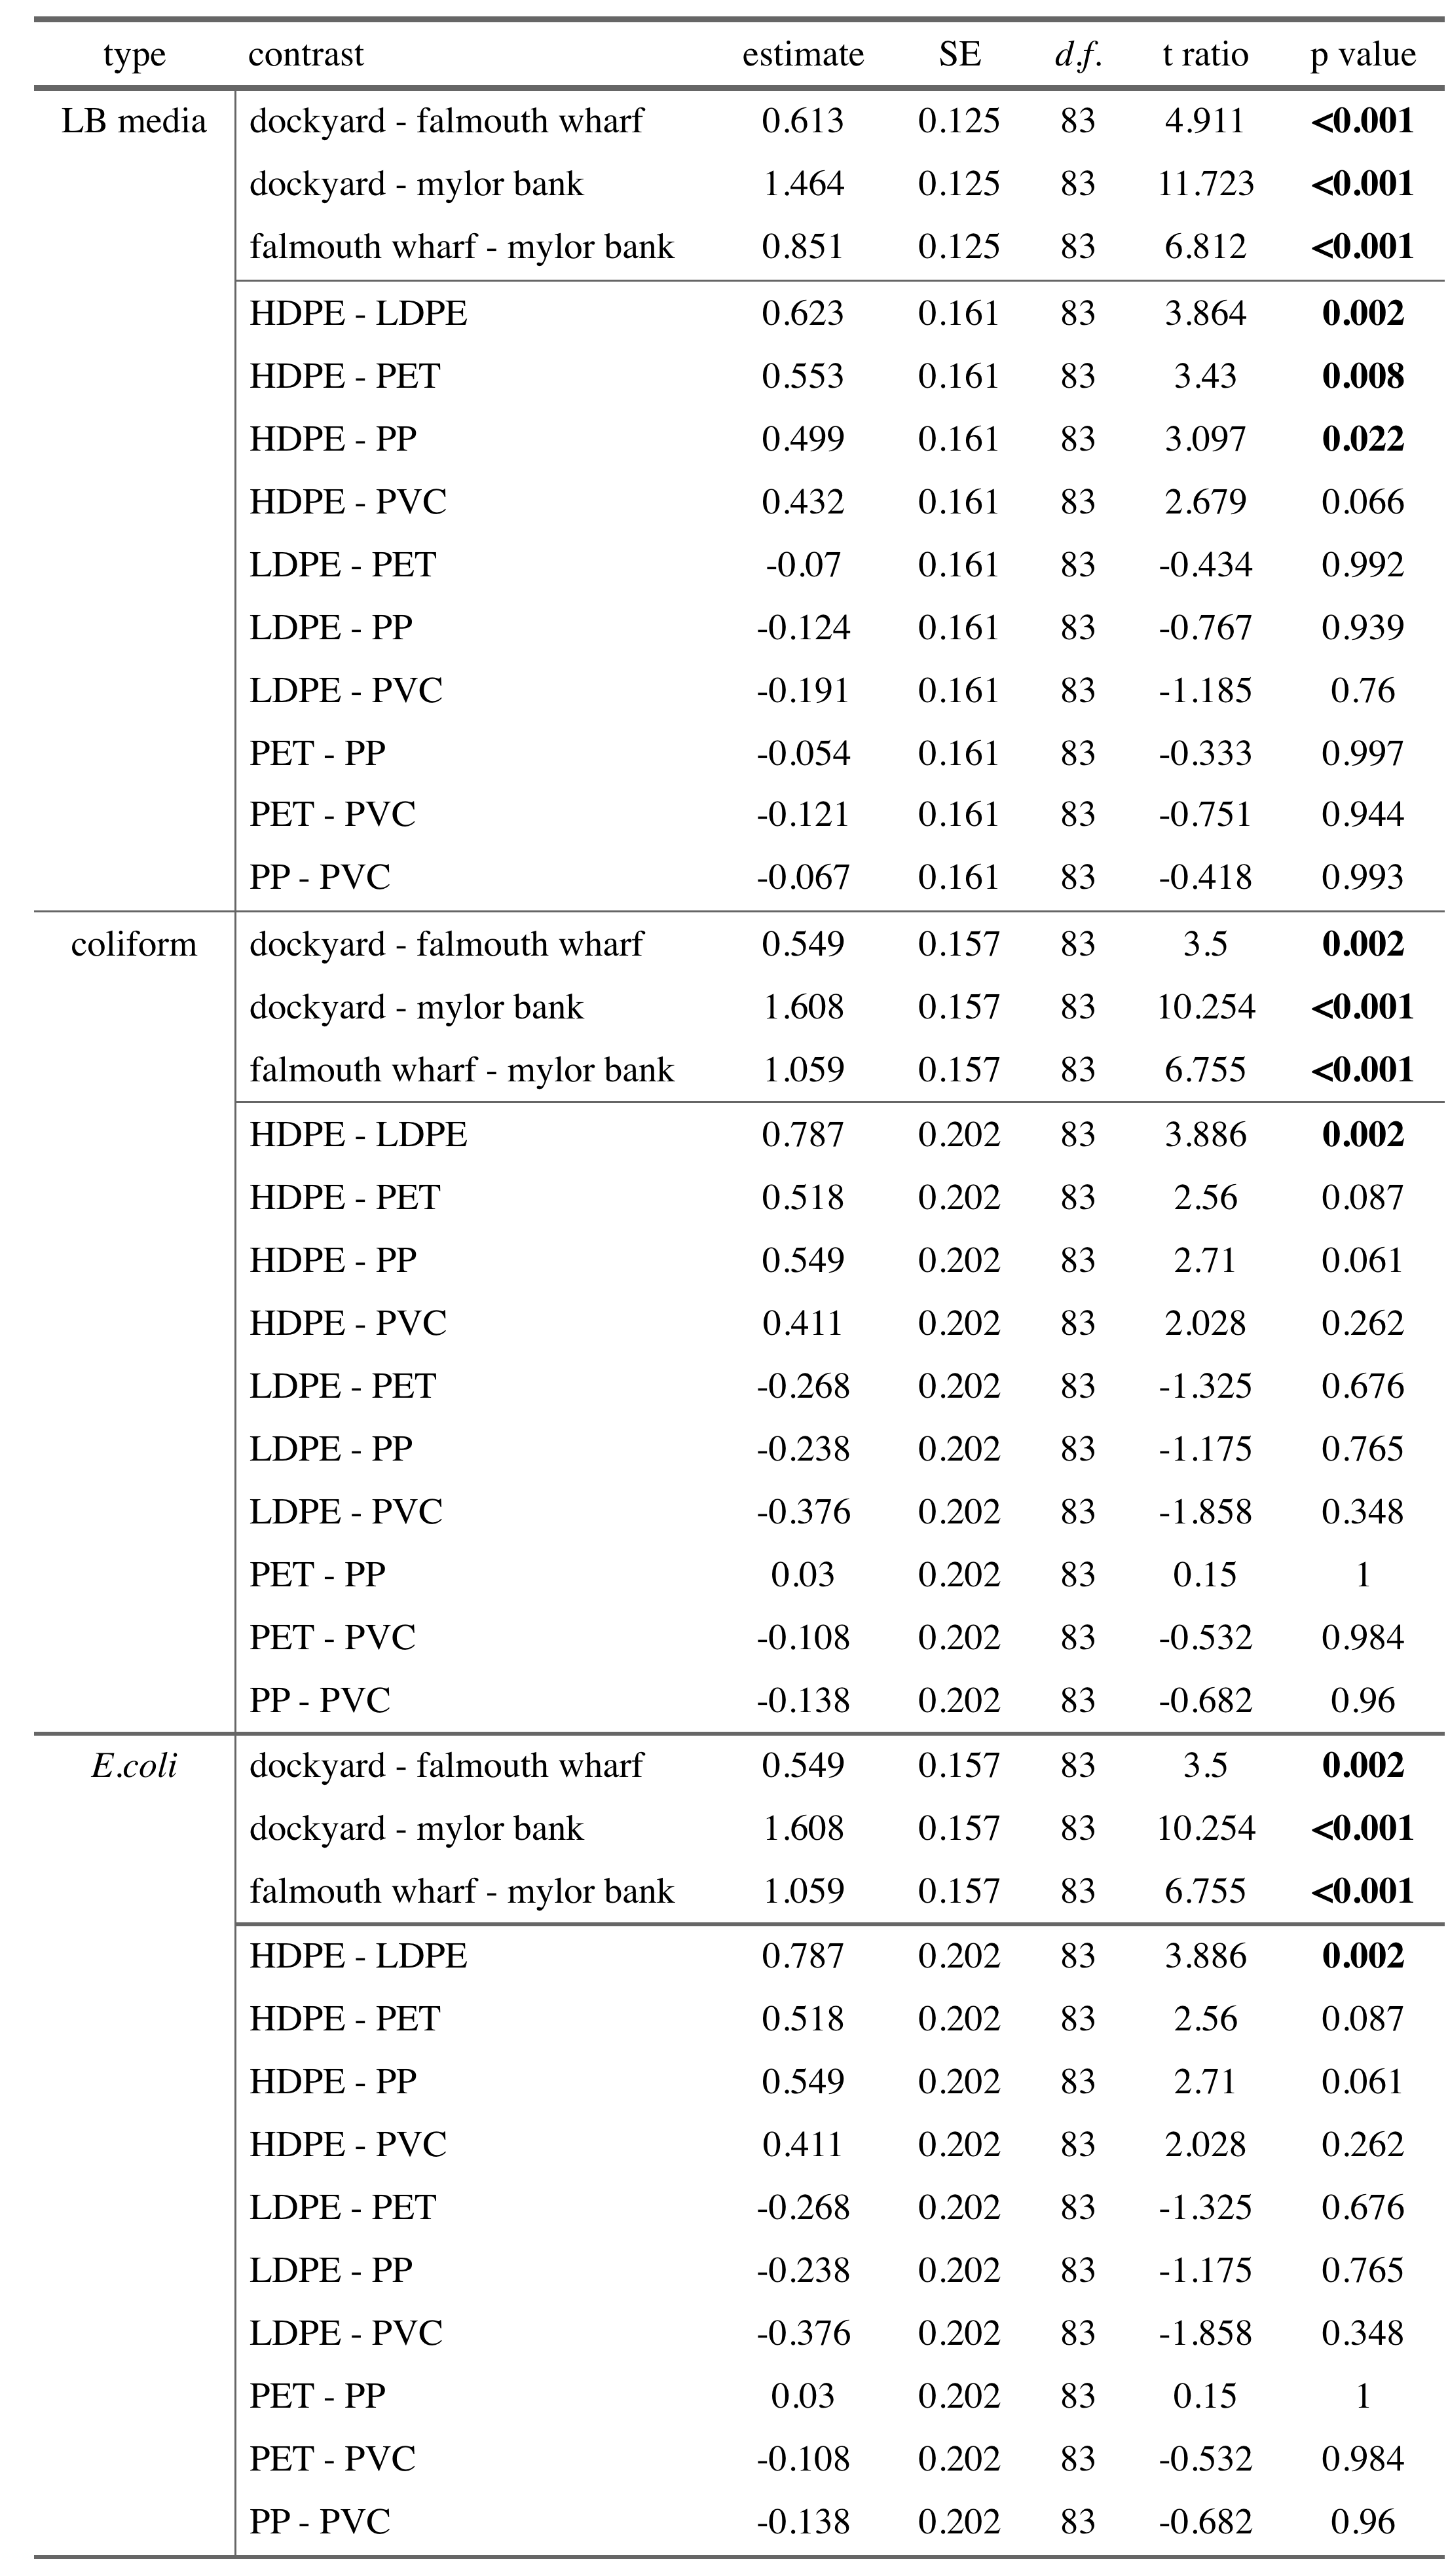 type contrast estimate SE d.f. t ratio p value
LB media dockyard - falmouth wharf 0.613 0.125 83 4.911 <0.001
dockyard - mylor bank 1.464 0.125 83 11.723 <0.001
falmouth wharf - mylor bank 0.851 0.125 83 6.812 <0.001
HDPE - LDPE 0.623 0.161 83 3.864 0.002
HDPE - PET 0.553 0.161 83 3.43 0.008
HDPE - PP 0.499 0.161 83 3.097 0.022
HDPE - PVC 0.432 0.161 83 2.679 0.066
LDPE - PET -0.07 0.161 83 -0.434 0.992
LDPE - PP -0.124 0.161 83 -0.767 0.939
LDPE - PVC -0.191 0.161 83 -1.185 0.76
PET - PP -0.054 0.161 83 -0.333 0.997
PET - PVC -0.121 0.161 83 -0.751 0.944
PP - PVC -0.067 0.161 83 -0.418 0.993
coliform dockyard - falmouth wharf 0.549 0.157 83 3.5 0.002
dockyard - mylor bank 1.608 0.157 83 10.254 <0.001
falmouth wharf - mylor bank 1.059 0.157 83 6.755 <0.001
HDPE - LDPE 0.787 0.202 83 3.886 0.002
HDPE - PET 0.518 0.202 83 2.56 0.087
HDPE - PP 0.549 0.202 83 2.71 0.061
HDPE - PVC 0.411 0.202 83 2.028 0.262
LDPE - PET -0.268 0.202 83 -1.325 0.676
LDPE - PP -0.238 0.202 83 -1.175 0.765
LDPE - PVC -0.376 0.202 83 -1.858 0.348
PET - PP 0.03 0.202 83 0.15 1
PET - PVC -0.108 0.202 83 -0.532 0.984
PP - PVC -0.138 0.202 83 -0.682 0.96
E.coli dockyard - falmouth wharf 0.549 0.157 83 3.5 0.002
dockyard - mylor bank 1.608 0.157 83 10.254 <0.001
falmouth wharf - mylor bank 1.059 0.157 83 6.755 <0.001
HDPE - LDPE 0.787 0.202 83 3.886 0.002
HDPE - PET 0.518 0.202 83 2.56 0.087
HDPE - PP 0.549 0.202 83 2.71 0.061
HDPE - PVC 0.411 0.202 83 2.028 0.262
LDPE - PET -0.268 0.202 83 -1.325 0.676
LDPE - PP -0.238 0.202 83 -1.175 0.765
LDPE - PVC -0.376 0.202 83 -1.858 0.348
PET - PP 0.03 0.202 83 0.15 1
PET - PVC -0.108 0.202 83 -0.532 0.984
PP - PVC -0.138 0.202 83 -0.682 0.96